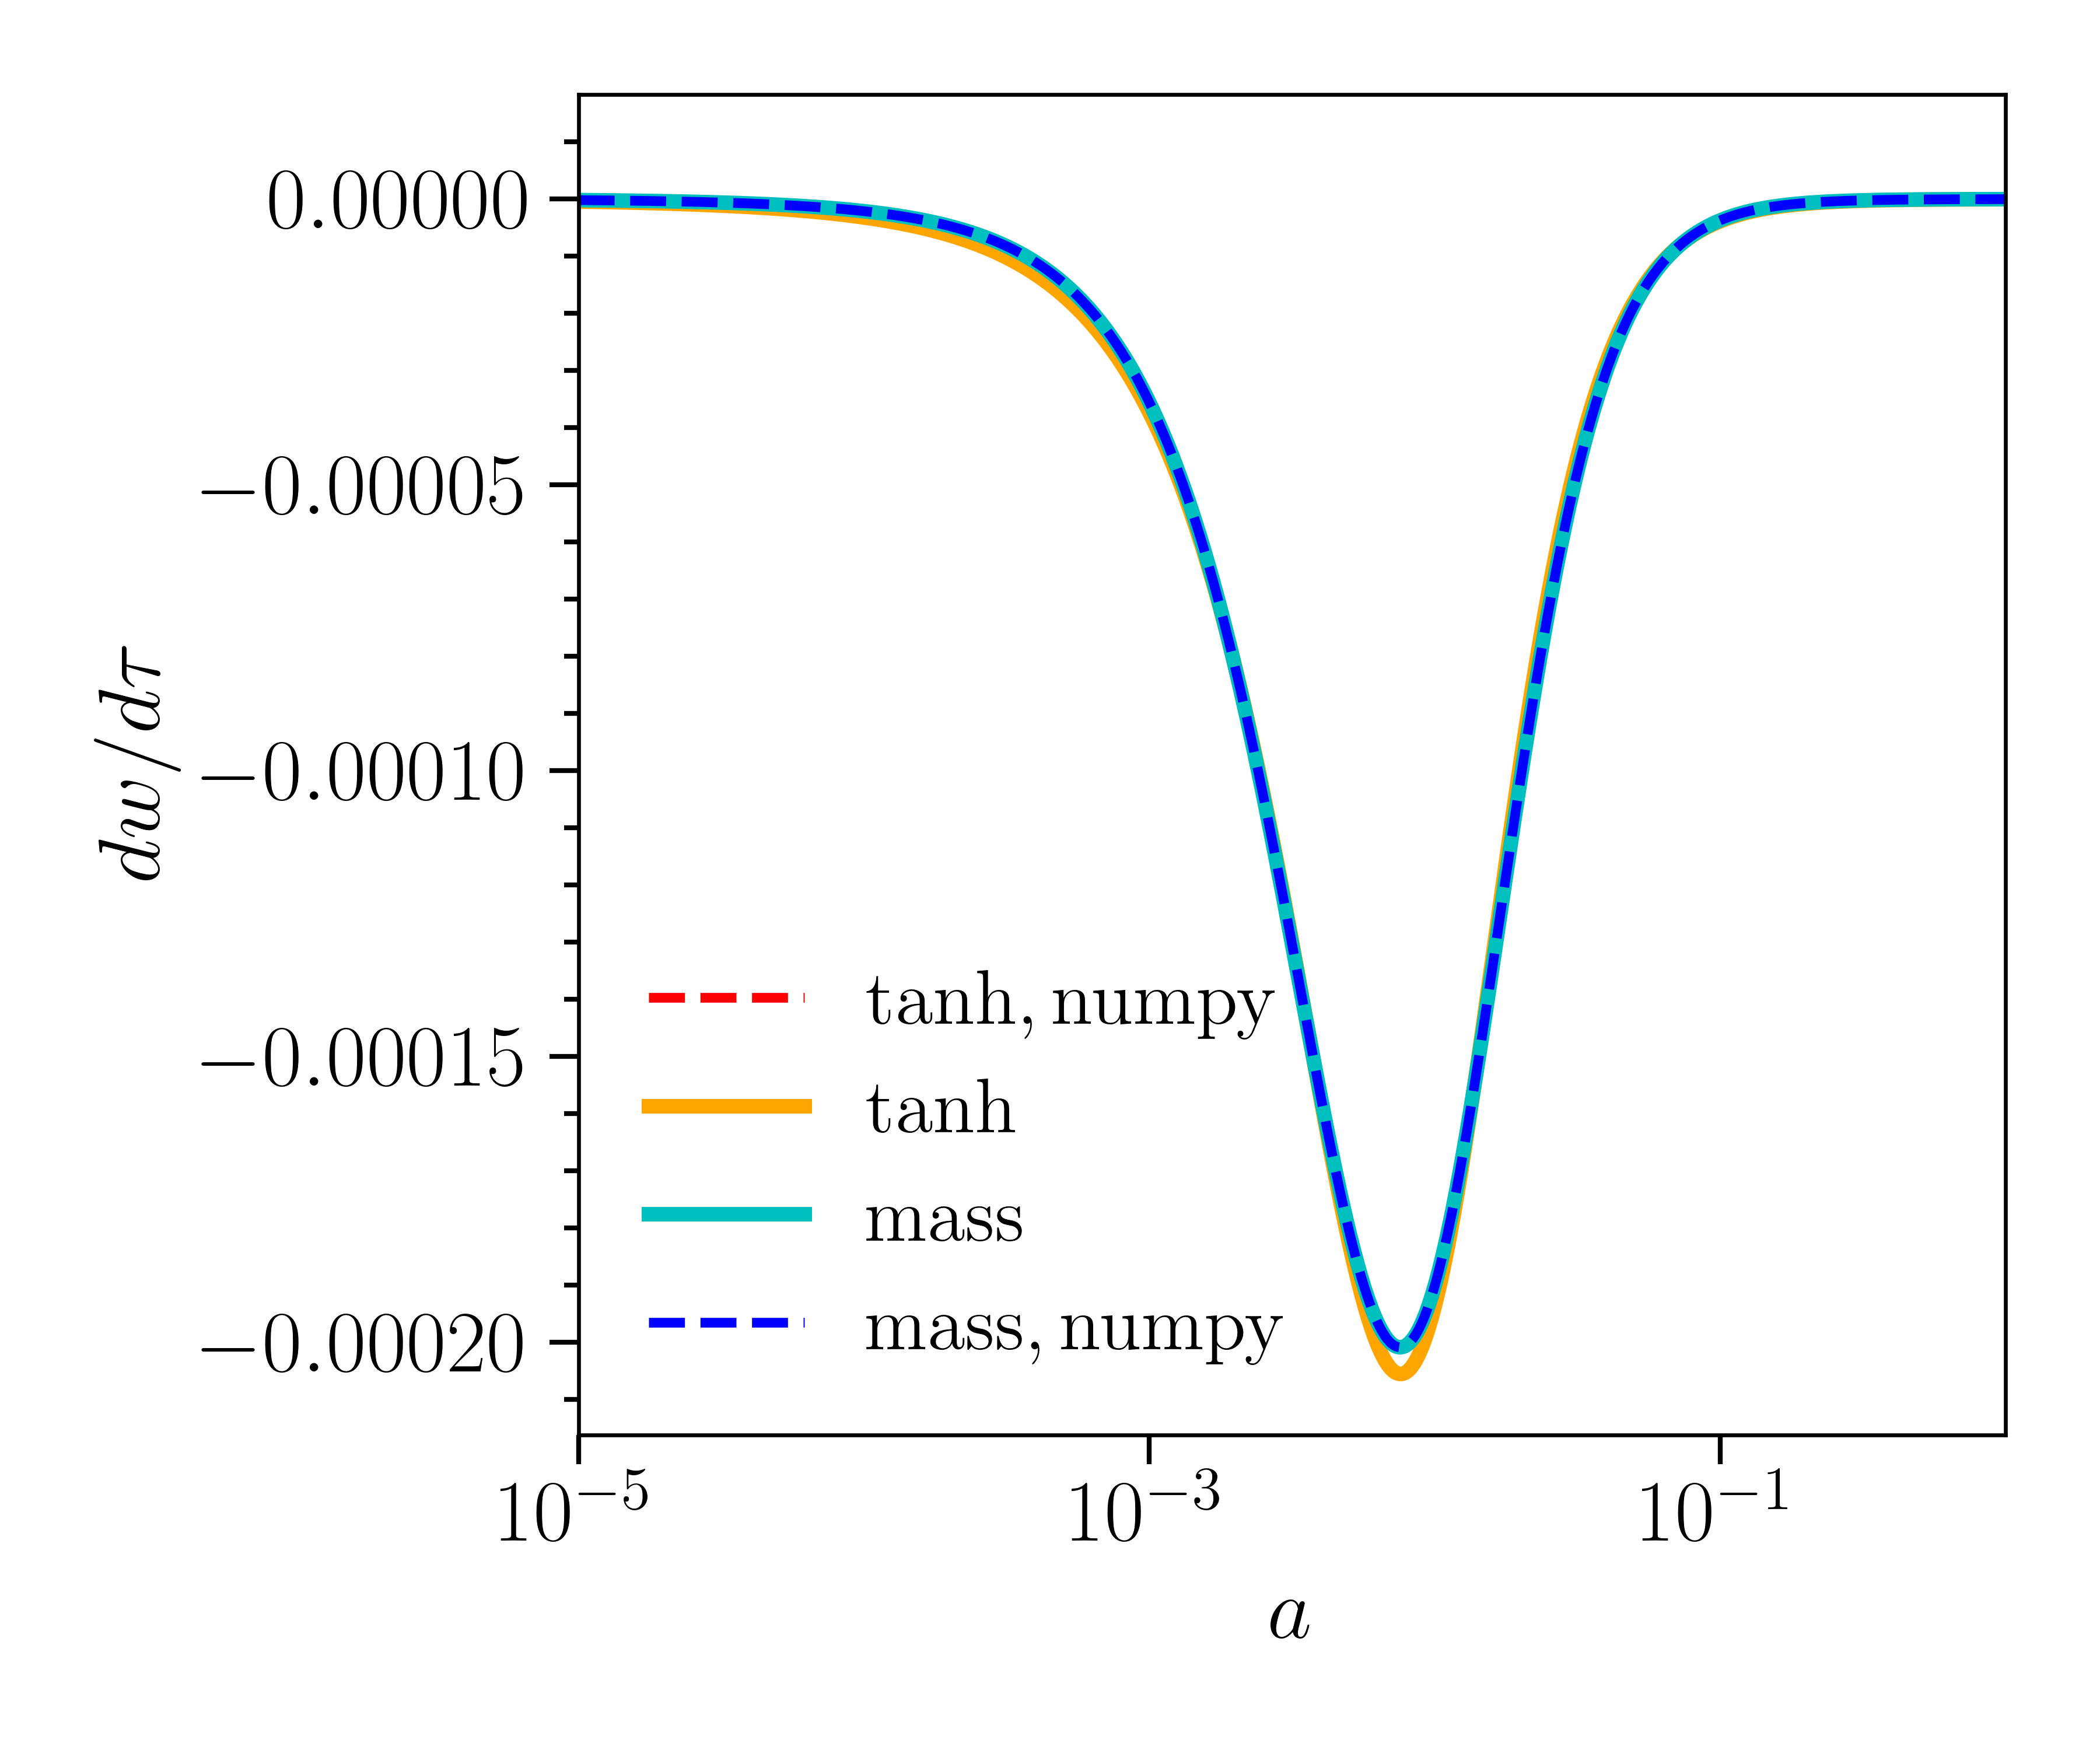 0.00000
−0.00005
−0.00010
−0.00015
−0.00020
dw/dτ
tanh, numpy
tanh
mass
mas, numpy
10⁻⁵
10⁻³
10⁻¹
a